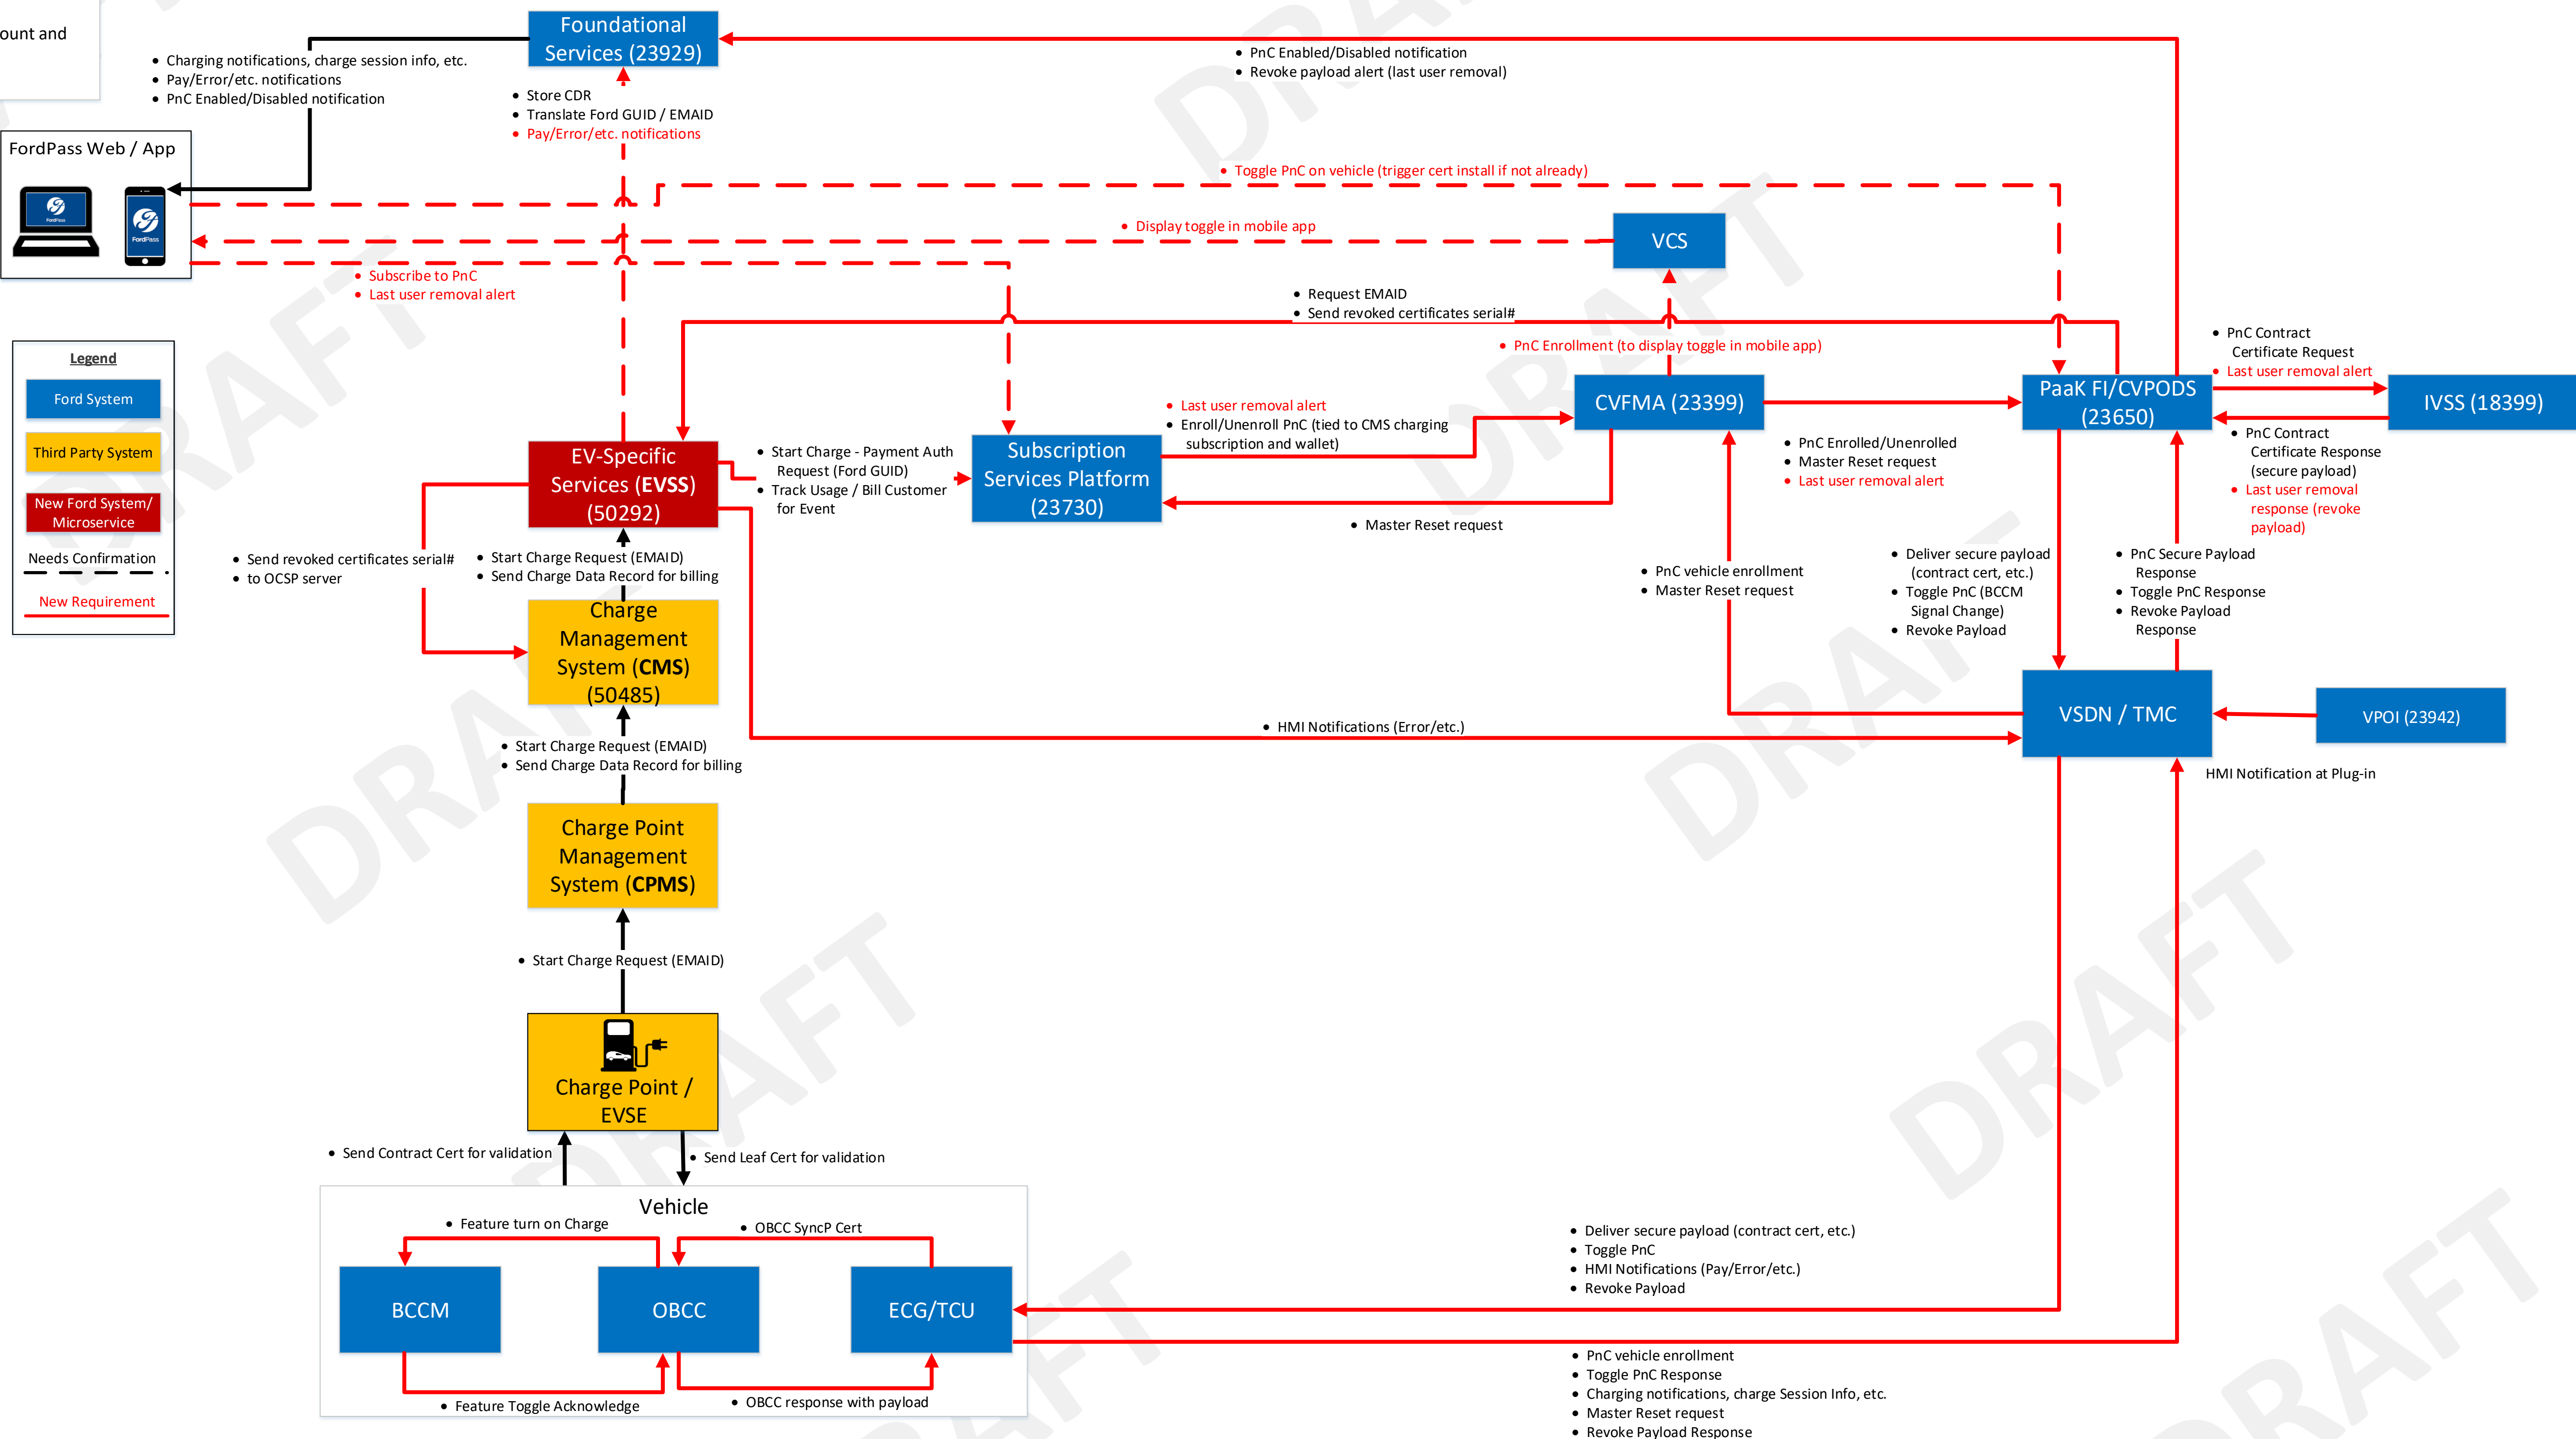 ount and
Foundational
Services (23929)
• Charging notifications, charge session info, etc.
• Pay/Error/etc. notifications
• PnC Enabled/Disabled notification
• PnC Enabled/Disabled notification
• Revoke payload alert (last user removal)
• Store CDR
• Translate Ford GUID / EMAID
• Pay/Error/etc. notifications
FordPass Web / App
FordPass
FordPass
• Toggle PnC on vehicle (trigger cert install if not already)
• Display toggle in mobile app
VCS
• Subscribe to PnC
• Last user removal alert
• Request EMAID
• Send revoked certificates serial#
• PnC Enrollment (to display toggle in mobile app)
Legend
Ford System
Third Party System
New Ford System/
Microservice
Needs Confirmation
New Requirement
• PnC Contract
Certificate Request
• Last user removal alert
CVFMA (23399)
PaaK FI/CVPODS
(23650)
IVSS (18399)
• PnC Contract
Certificate Response
(secure payload)
• Last user removal
response (revoke
payload)
• Last user removal alert
• Enroll/Unenroll PnC (tied to CMS charging
subscription and wallet)
• PnC Enrolled/Unenrolled
• Master Reset request
• Last user removal alert
EV-Specific
Services (EVSS)
(50292)
• Start Charge - Payment Auth
Request (Ford GUID)
• Track Usage / Bill Customer
for Event
Subscription
Services Platform
(23730)
• Master Reset request
• Send revoked certificates serial#
• to OCSP server
• Start Charge Request (EMAID)
• Send Charge Data Record for billing
• PnC vehicle enrollment
• Master Reset request
• Deliver secure payload
(contract cert, etc.)
• Toggle PnC (BCCM
Signal Change)
• Revoke Payload
• PnC Secure Payload
Response
• Toggle PnC Response
• Revoke Payload
Response
Charge
Management
System (CMS)
(50485)
VSDN / TMC
VPOI (23942)
• HMI Notifications (Error/etc.)
HMI Notification at Plug-in
• Start Charge Request (EMAID)
• Send Charge Data Record for billing
Charge Point
Management
System (CPMS)
• Start Charge Request (EMAID)
Charge Point /
EVSE
• Send Contract Cert for validation
• Send Leaf Cert for validation
Vehicle
• Feature turn on Charge
• OBCC SyncP Cert
BCCM
OBCC
ECG/TCU
• Feature Toggle Acknowledge
• OBCC response with payload
• Deliver secure payload (contract cert, etc.)
• Toggle PnC
• HMI Notifications (Pay/Error/etc.)
• Revoke Payload
• PnC vehicle enrollment
• Toggle PnC Response
• Charging notifications, charge Session Info, etc.
• Master Reset request
• Revoke Payload Response
DRAFT
DRAFT
DRAFT
DRAFT
DRAFT
DRAFT
DRAFT
DRAFT
DRAFT